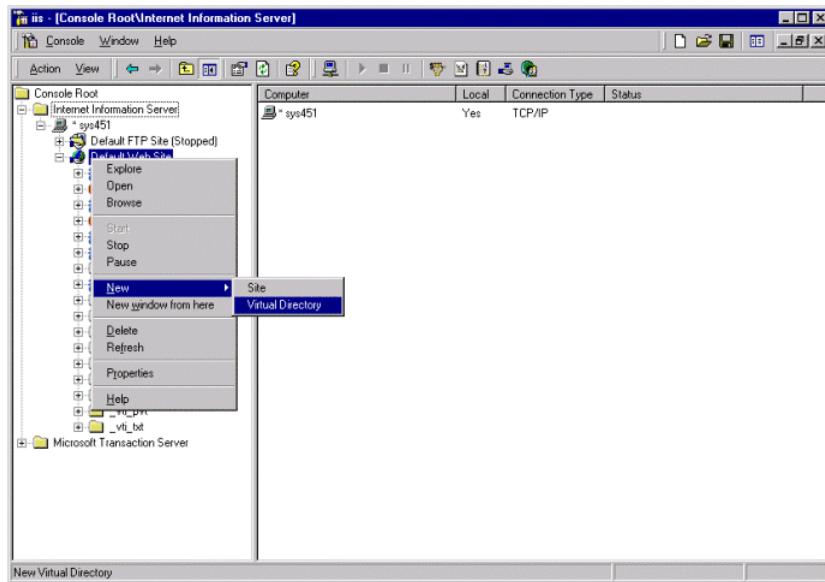 iis - [Console Root\Internet Information Server]
Console Window Help
Action View
Console Root
Internet Information Server
* sys451
Default FTP Site (Stopped)
Default Web Site
Explore
Open
Browse
Start
Stop
Pause
New
New window from here
Delete
Refresh
Properties
Help
Site
Virtual Directory
_vti_pvt
_vti_txt
Microsoft Transaction Server
Computer Local Connection Type Status
* sys451 Yes TCP/IP
New Virtual Directory